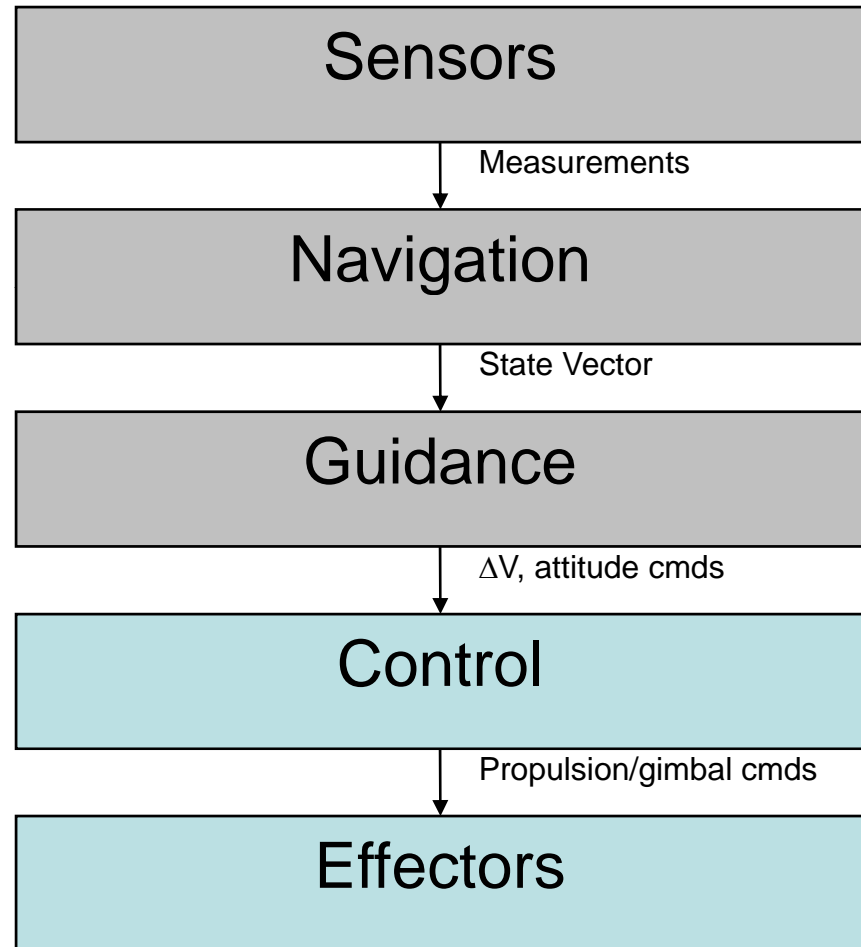 Sensors
Measurements
Navigation
State Vector
Guidance
∆V, attitude cmds
Control
Propulsion/gimbal cmds
Effectors